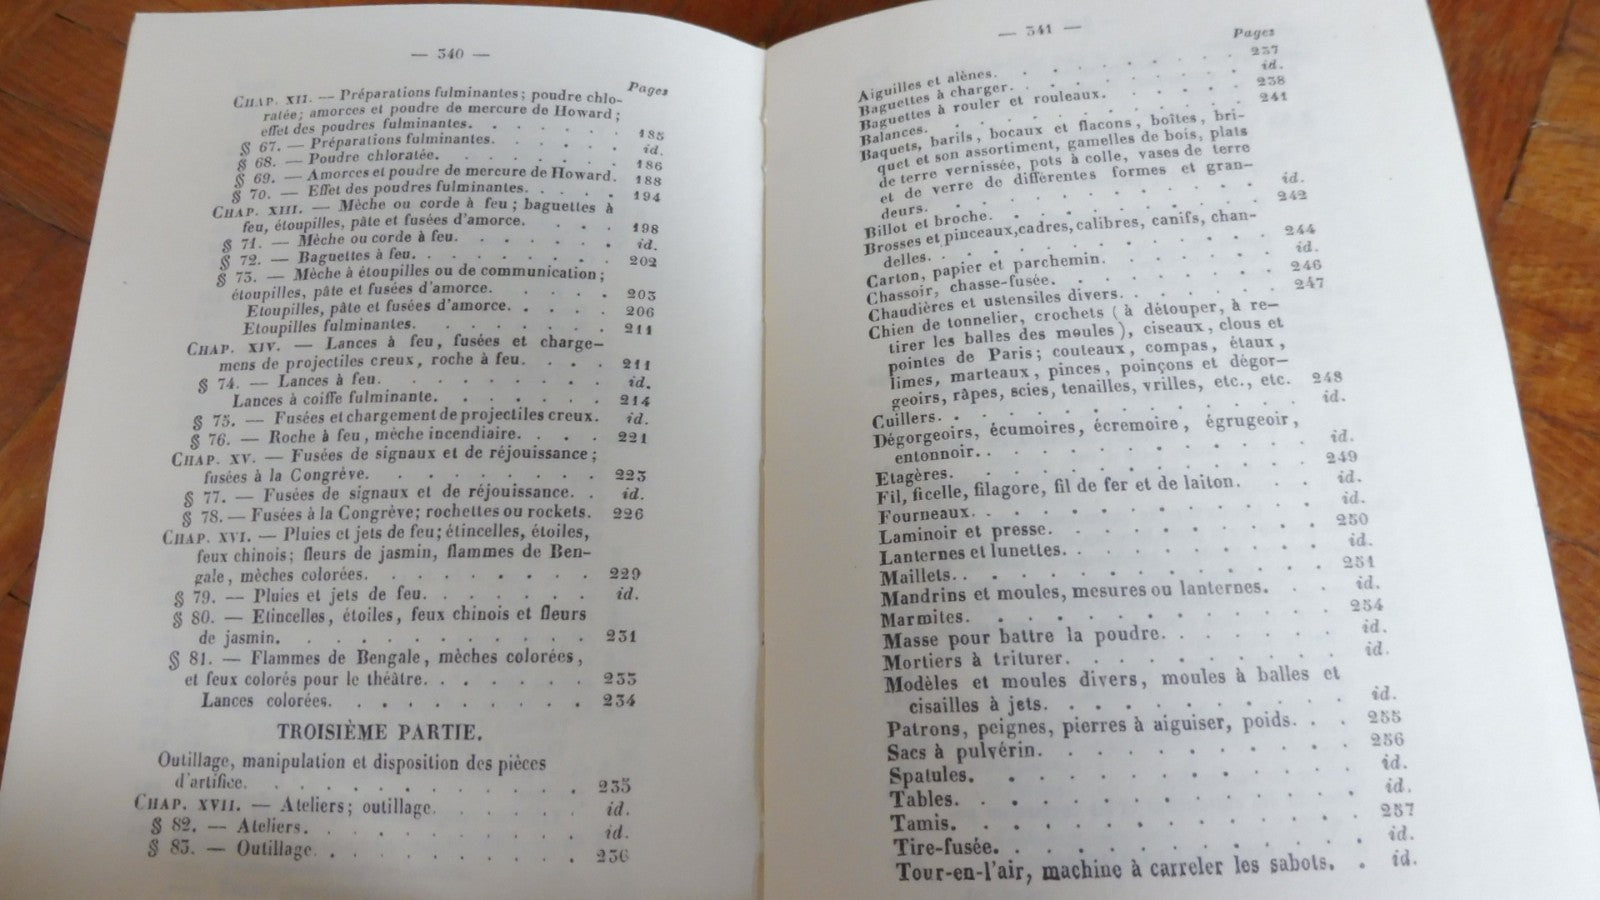 — 340 —
Pages
CHAP. XII. — Préparations fulminantes; poudre chlo-
ratée; amorces et poudre de mercure de Howard;
effet des poudres fulminantes. . . . . . . 185
§ 67. — Préparations fulminantes. . . . . . id.
§ 68. — Poudre chloratée. . . . . . . . 186
§ 69. — Amorces et poudre de mercure de Howard. 188
§ 70. — Effet des poudres fulminantes. . . . . 194
CHAP. XIII. — Mèche ou corde à feu; baguettes à
feu, étoupilles, pâte et fusées d'amorce. . . . 198
§ 71. — Mèche ou corde à feu. . . . . . . id.
§ 72. — Baguettes à feu. . . . . . . . 202
§ 73. — Mèche à étoupilles ou de communication;
étoupilles, pâte et fusées d'amorce. . . . . 203
Etoupilles, pâte et fusées d'amorce. . . . . 206
Etoupilles fulminantes. . . . . . . . 211
CHAP. XIV. — Lances à feu, fusées et charge-
mens de projectiles creux, roche à feu. . . . 211
§ 74. — Lances à feu. . . . . . . . . id.
Lances à coiffe fulminante. . . . . . . 214
§ 75. — Fusées et chargement de projectiles creux. id.
§ 76. — Roche à feu, mèche incendiaire. . . . 221
CHAP. XV. — Fusées de signaux et de réjouissance;
fusées à la Congrève. . . . . . . . . 223
§ 77. — Fusées de signaux et de réjouissance. . id.
§ 78. — Fusées à la Congrève; rochettes ou rockets. 226
CHAP. XVI. — Pluies et jets de feu; étincelles, étoiles,
feux chinois; fleurs de jasmin, flammes de Ben-
gale, mèches colorées. . . . . . . . . 229
§ 79. — Pluies et jets de feu. . . . . . . id.
§ 80. — Etincelles, étoiles, feux chinois et fleurs
de jasmin. . . . . . . . . . . . 231
§ 81. — Flammes de Bengale, mèches colorées,
et feux colorés pour le théâtre. . . . . . . 233
Lances colorées. . . . . . . . . . 234
TROISIÈME PARTIE.
Outillage, manipulation et disposition des pièces
d'artifice. . . . . . . . . . . . 235
CHAP. XVII. — Ateliers; outillage. . . . . . id.
§ 82. — Ateliers. . . . . . . . . . . id.
§ 83. — Outillage. . . . . . . . . . 236
— 341 —
Pages
Aiguilles et alènes. . . . . . . . . . 237
Baguettes à charger. . . . . . . . . . id.
Baguettes à rouler et rouleaux. . . . . . . 238
Balances. . . . . . . . . . . . . 241
Baquets, barils, bocaux et flacons, boîtes, bri-
quet et son assortiment, gamelles de bois, plats
de terre vernissée, pots à colle, vases de terre
et de verre de différentes formes et gran-
deurs. . . . . . . . . . . . . id.
Billot et broche. . . . . . . . . . . 242
Brosses et pinceaux, cadres, calibres, canifs, chan-
delles. . . . . . . . . . . . . 244
Carton, papier et parchemin. . . . . . . . id.
Chassoir, chasse-fusée. . . . . . . . . 246
Chaudières et ustensiles divers. . . . . . . 247
Chien de tonnelier, crochets (à détouper, à re-
tirer les balles des moules), ciseaux, clous et
pointes de Paris; couteaux, compas, étaux,
limes, marteaux, pinces, poinçons et dégor-
geoirs, râpes, scies, tenailles, vrilles, etc., etc. 248
Cuillers. . . . . . . . . . . . . id.
Dégorgeoirs, écumoires, écremoire, égrugeoir,
entonnoir. . . . . . . . . . . . id.
Etagères. . . . . . . . . . . . . 249
Fil, ficelle, filagore, fil de fer et de laiton. . . . id.
Fourneaux. . . . . . . . . . . . id.
Laminoir et presse. . . . . . . . . . 250
Lanternes et lunettes. . . . . . . . . . id.
Maillets. . . . . . . . . . . . . 251
Mandrins et moules, mesures ou lanternes. . . id.
Marmites. . . . . . . . . . . . . 254
Masse pour battre la poudre. . . . . . . . id.
Mortiers à triturer. . . . . . . . . . id.
Modèles et moules divers, moules à balles et
cisailles à jets. . . . . . . . . . . id.
Patrons, peignes, pierres à aiguiser, poids. . . . 255
Sacs à pulvérin. . . . . . . . . . . 256
Spatules. . . . . . . . . . . . . id.
Tables. . . . . . . . . . . . . . id.
Tamis. . . . . . . . . . . . . . 257
Tire-fusée. . . . . . . . . . . . id.
Tour-en-l'air, machine à carreler les sabots. . . id.